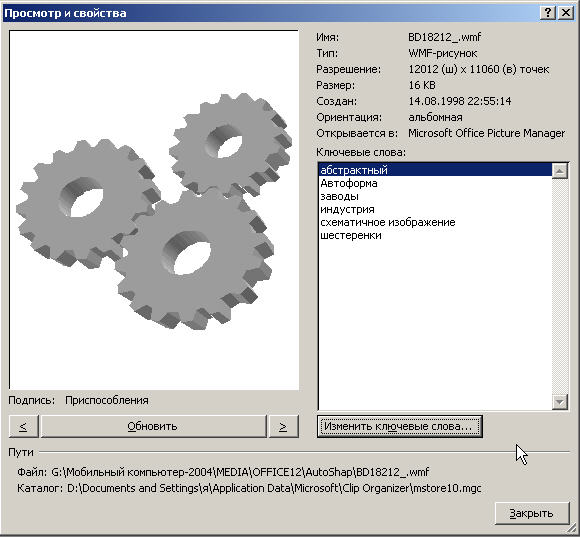 Просмотр и свойства
Имя: BD18212_.wmf
Тип: WMF-рисунок
Разрешение: 12012 (ш) x 11060 (в) точек
Размер: 16 KB
Создан: 14.08.1998 22:55:14
Ориентация: альбомная
Открывается в: Microsoft Office Picture Manager
Ключевые слова:
абстрактный
Автоформа
заводы
индустрия
схематичное изображение
шестеренки
Подпись: Приспособления
< Обновить > Изменить ключевые слова...
Пути
Файл: G:\Мобильный компьютер-2004\MEDIA\OFFICE12\AutoShap\BD18212_.wmf
Каталог: D:\Documents and Settings\я\Application Data\Microsoft\Clip Organizer\mstore10.mgc
Закрыть